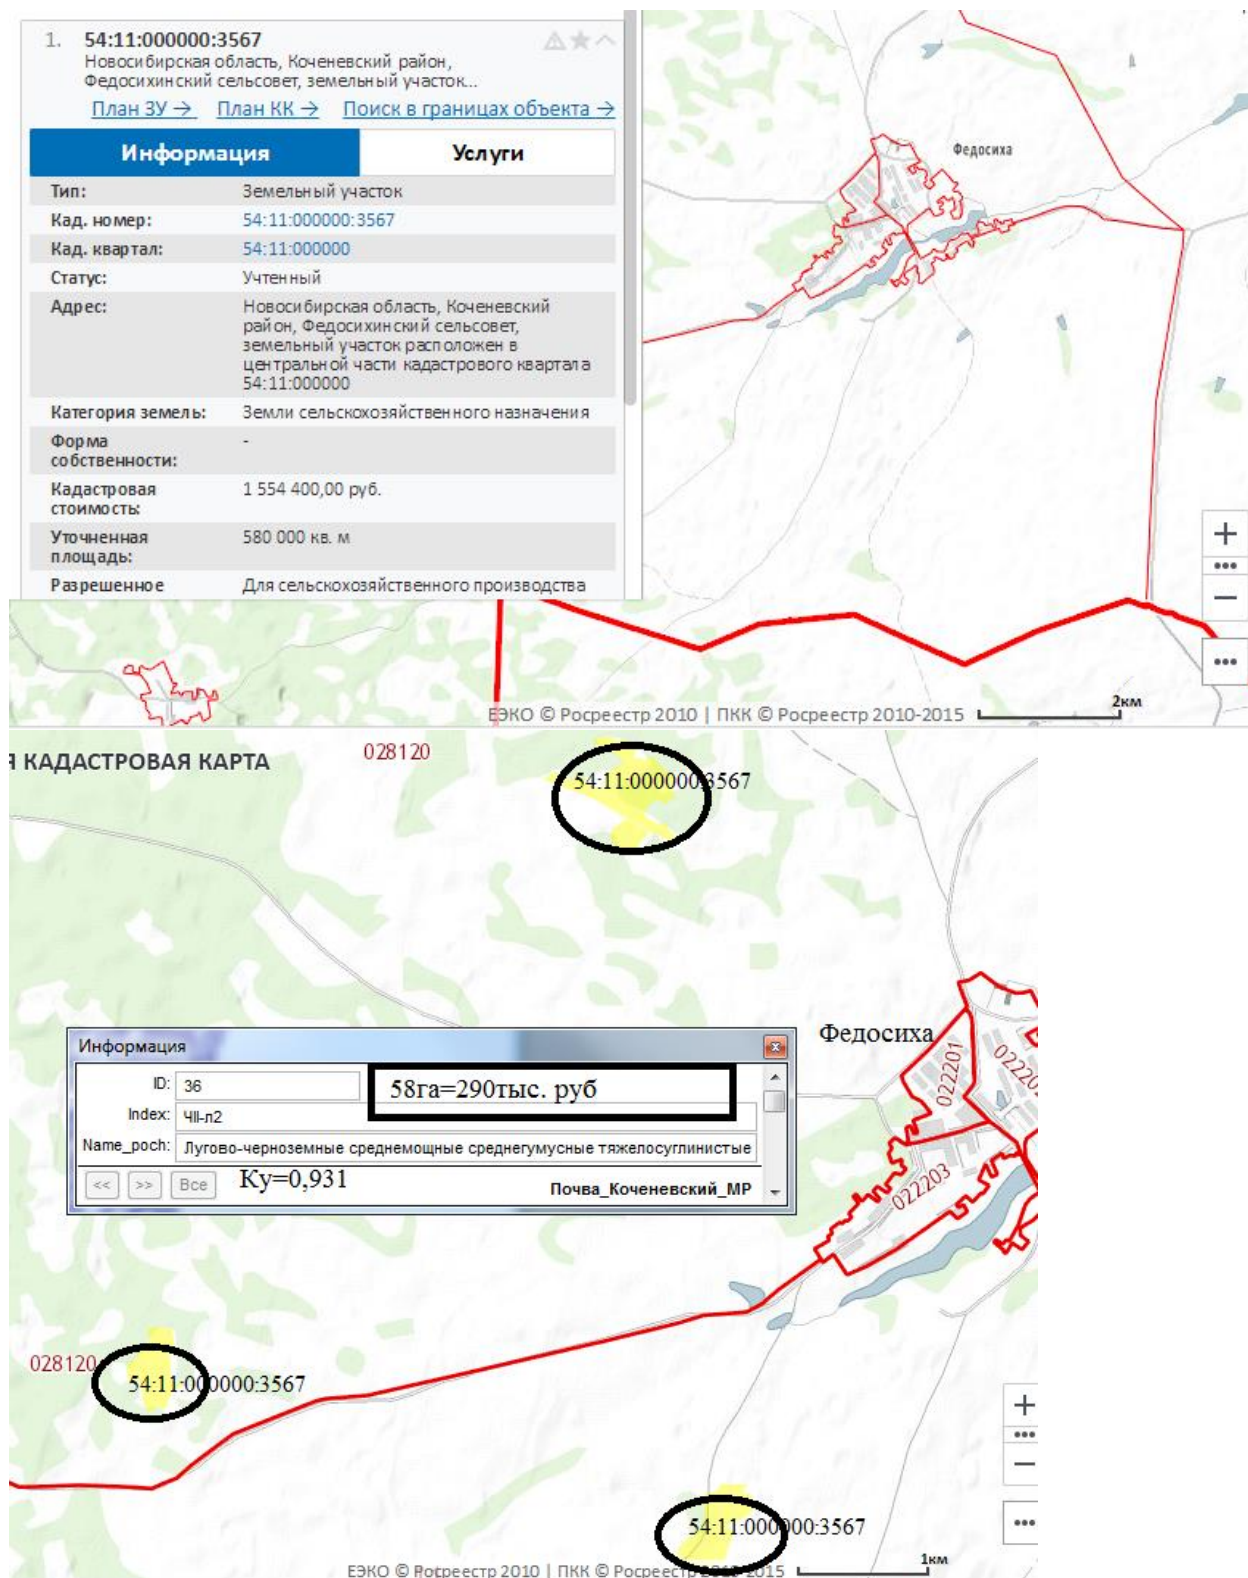 1. 54:11:000000:3567
Новосибирская область, Коченевский район,
Федосихинский сельсовет, земельный участок...
План ЗУ → План КК → Поиск в границах объекта →
Информация Услуги
Тип: Земельный участок
Кад. номер: 54:11:000000:3567
Кад. квартал: 54:11:000000
Статус: Учтенный
Адрес: Новосибирская область, Коченевский
район, Федосихинский сельсовет,
земельный участок расположен в
центральной части кадастрового квартала
54:11:000000
Категория земель: Земли сельскохозяйственного назначения
Форма -
собственности:
Кадастровая 1 554 400,00 руб.
стоимость:
Уточненная 580 000 кв. м
площадь:
Разрешенное Для сельскохозяйственного производства
Федосиха
+
•••
−
•••
2км
ЕЭКО © Росреестр 2010 | ПКК © Росреестр 2010-2015
Я КАДАСТРОВАЯ КАРТА
028120
54:11:000000:3567
Федосиха
022201
022203
Информация
ID: 36
58га=290тыс. руб
Index: ЧII-л2
Name_poch: Лугово-черноземные среднемощные среднегумусные тяжелосуглинистые
<< >> Все Ку=0,931 Почва_Коченевский_МР
028120
54:11:000000:3567
54:11:000000:3567
+
•••
−
•••
1км
ЕЭКО © Росреестр 2010 | ПКК © Росреестр 2010-2015